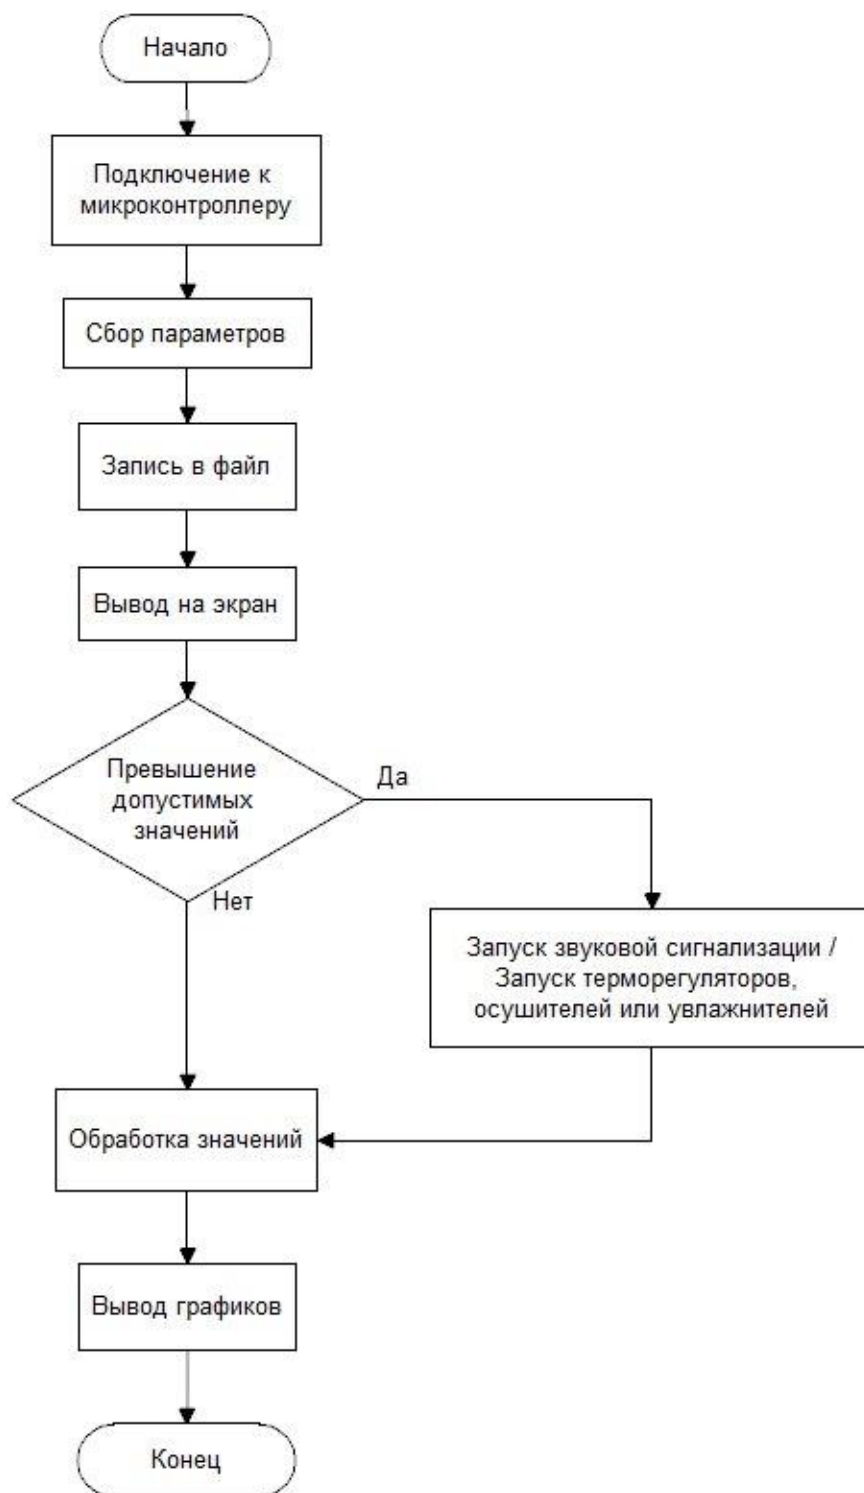 Начало
Подключение к
микроконтроллеру
Сбор параметров
Запись в файл
Вывод на экран
Превышение
допустимых
значений
Да
Нет
Запуск звуковой сигнализации /
Запуск терморегуляторов,
осушителей или увлажнителей
Обработка значений
Вывод графиков
Конец